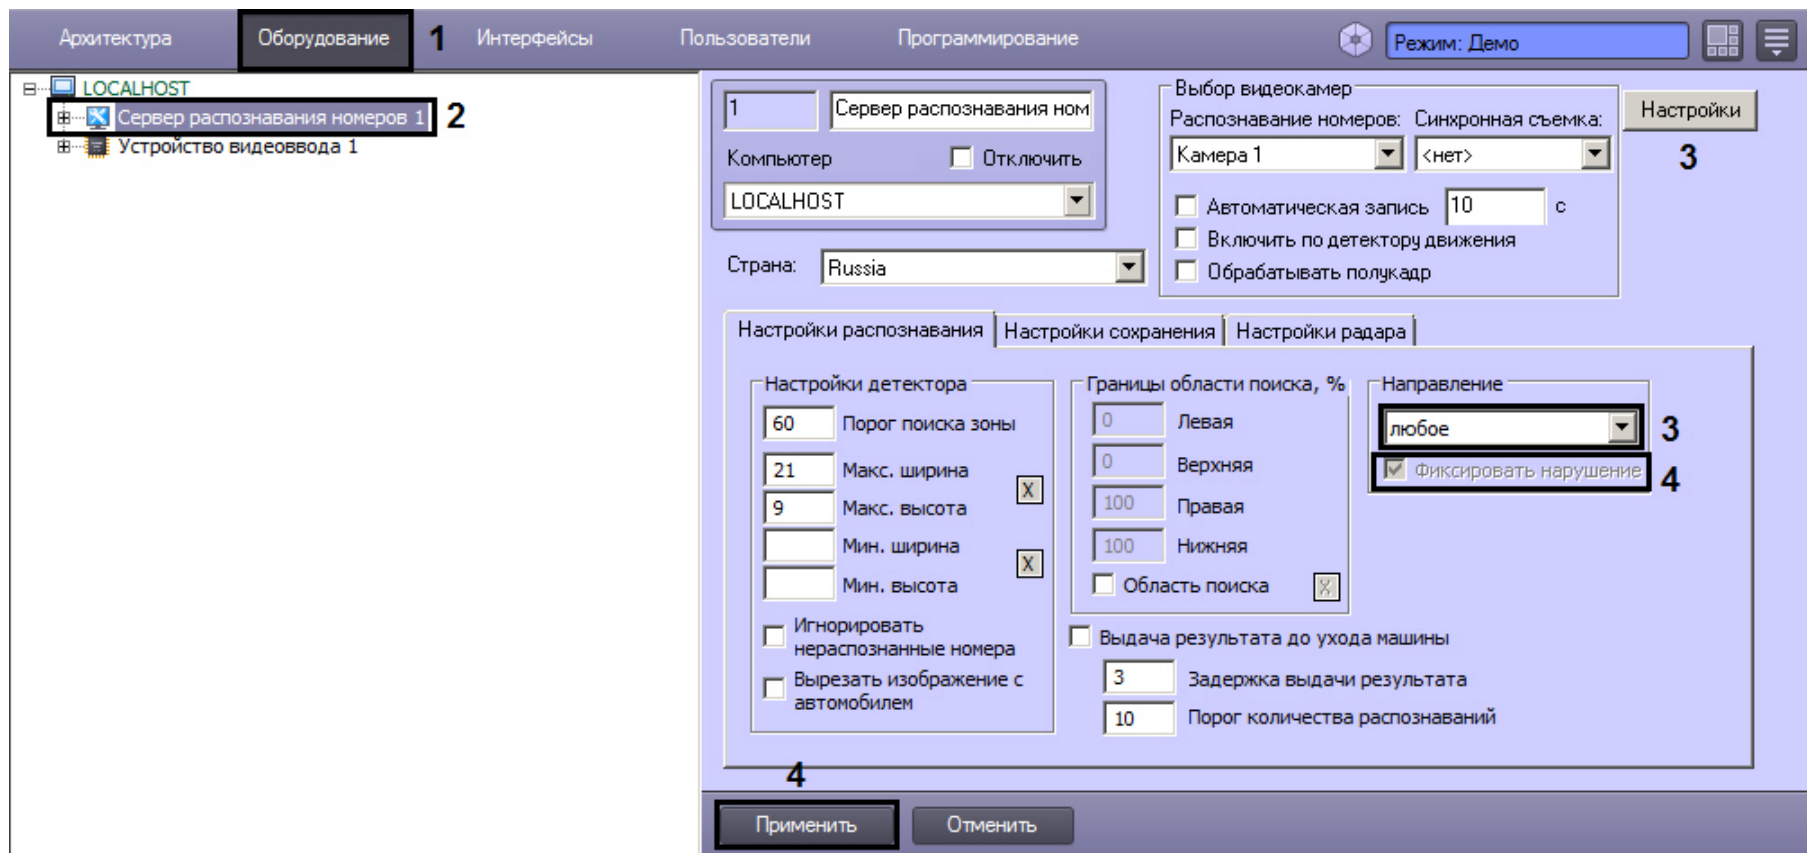 Архитектура Оборудование 1 Интерфейсы Пользователи Программирование Режим: Демо
LOCALHOST
Сервер распознавания номеров 1 2
Устройство видеоввода 1
1 Сервер распознавания ном
Компьютер Отключить
LOCALHOST
Страна: Russia
Выбор видеокамер
Распознавание номеров: Синхронная съемка:
Камера 1 <нет>
Автоматическая запись 10 с
Включить по детектору движения
Обрабатывать полукадр
Настройки
3
Настройки распознавания Настройки сохранения Настройки радара
Настройки детектора
60 Порог поиска зоны
21 Макс. ширина
X
9 Макс. высота
Мин. ширина
X
Мин. высота
Игнорировать
нераспознанные номера
Вырезать изображение с
автомобилем
Границы области поиска, %
0 Левая
0 Верхняя
100 Правая
100 Нижняя
Область поиска X
Направление
любое 3
Фиксировать нарушение 4
Выдача результата до ухода машины
3 Задержка выдачи результата
10 Порог количества распознаваний
4
Применить Отменить